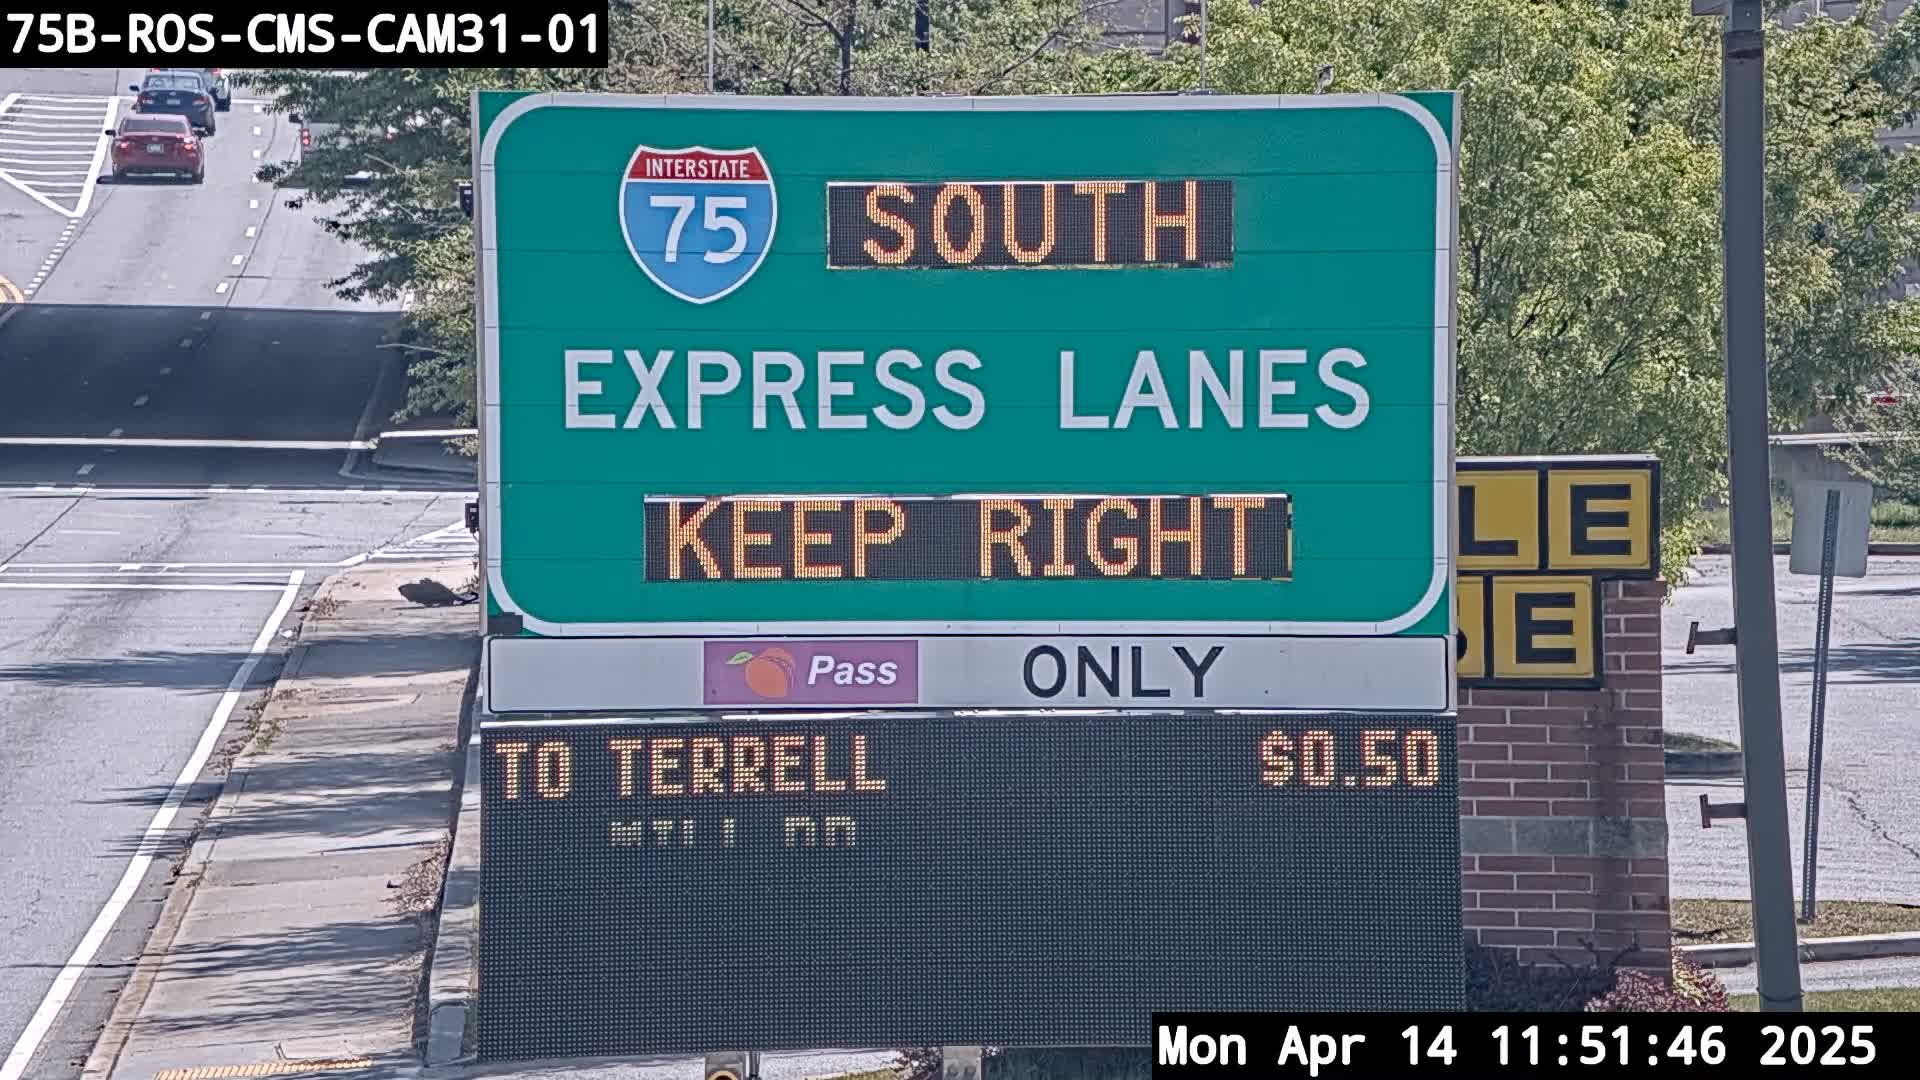 75B-ROS-CMS-CAM31-01
INTERSTATE
75
SOUTH
EXPRESS LANES
KEEP RIGHT
Pass ONLY
TO TERRELL $0.50
LE
E
Mon Apr 14 11:51:46 2025